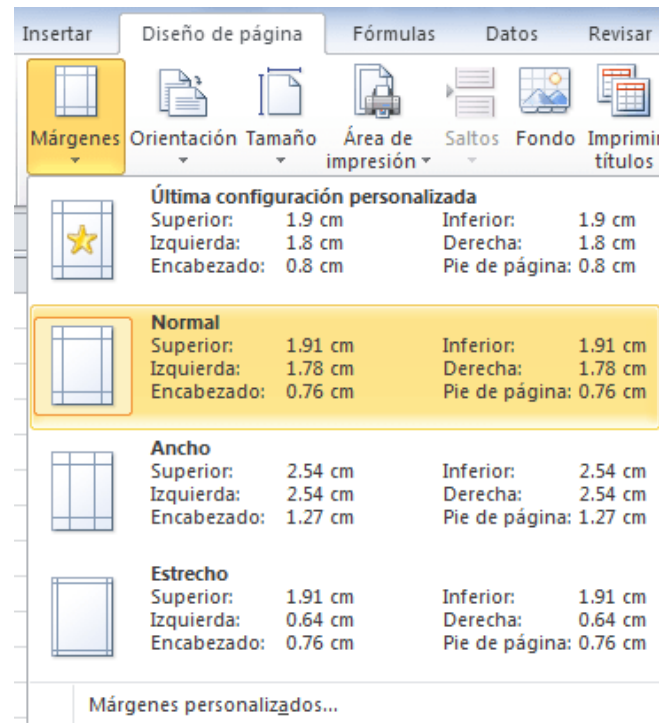 Insertar Diseño de página Fórmulas Datos Revisar
Márgenes Orientación Tamaño Área de impresión Saltos Fondo Imprimir títulos
Última configuración personalizada
Superior: 1.9 cm Inferior: 1.9 cm
Izquierda: 1.8 cm Derecha: 1.8 cm
Encabezado: 0.8 cm Pie de página: 0.8 cm
Normal
Superior: 1.91 cm Inferior: 1.91 cm
Izquierda: 1.78 cm Derecha: 1.78 cm
Encabezado: 0.76 cm Pie de página: 0.76 cm
Ancho
Superior: 2.54 cm Inferior: 2.54 cm
Izquierda: 2.54 cm Derecha: 2.54 cm
Encabezado: 1.27 cm Pie de página: 1.27 cm
Estrecho
Superior: 1.91 cm Inferior: 1.91 cm
Izquierda: 0.64 cm Derecha: 0.64 cm
Encabezado: 0.76 cm Pie de página: 0.76 cm
Márgenes personalizados...